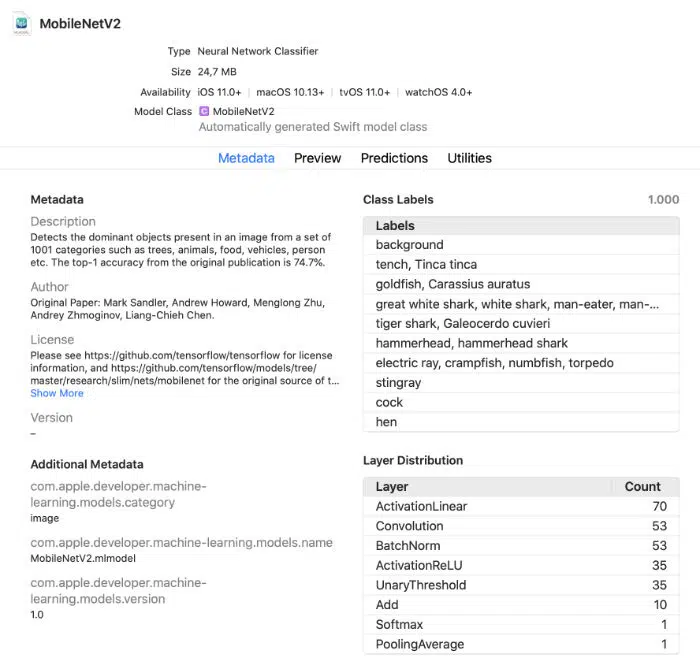 MobileNetV2
Type Neural Network Classifier
Size 24,7 MB
Availability iOS 11.0+ | macOS 10.13+ | tvOS 11.0+ | watchOS 4.0+
Model Class C MobileNetV2
Automatically generated Swift model class
Metadata Preview Predictions Utilities
Metadata
Description
Detects the dominant objects present in an image from a set of
1001 categories such as trees, animals, food, vehicles, person
etc. The top-1 accuracy from the original publication is 74.7%.
Author
Original Paper: Mark Sandler, Andrew Howard, Menglong Zhu,
Andrey Zhmoginov, Liang-Chieh Chen.
License
Please see https://github.com/tensorflow/tensorflow for license
information, and https://github.com/tensorflow/models/tree/
master/research/slim/nets/mobilenet for the original source of t...
Show More
Version
–
Additional Metadata
com.apple.developer.machine-
learning.models.category
image
com.apple.developer.machine-learning.models.name
MobileNetV2.mlmodel
com.apple.developer.machine-
learning.models.version
1.0
Class Labels 1.000
Labels
background
tench, Tinca tinca
goldfish, Carassius auratus
great white shark, white shark, man-eater, man-...
tiger shark, Galeocerdo cuvieri
hammerhead, hammerhead shark
electric ray, crampfish, numbfish, torpedo
stingray
cock
hen
Layer Distribution
Layer Count
ActivationLinear 70
Convolution 53
BatchNorm 53
ActivationReLU 35
UnaryThreshold 35
Add 10
Softmax 1
PoolingAverage 1